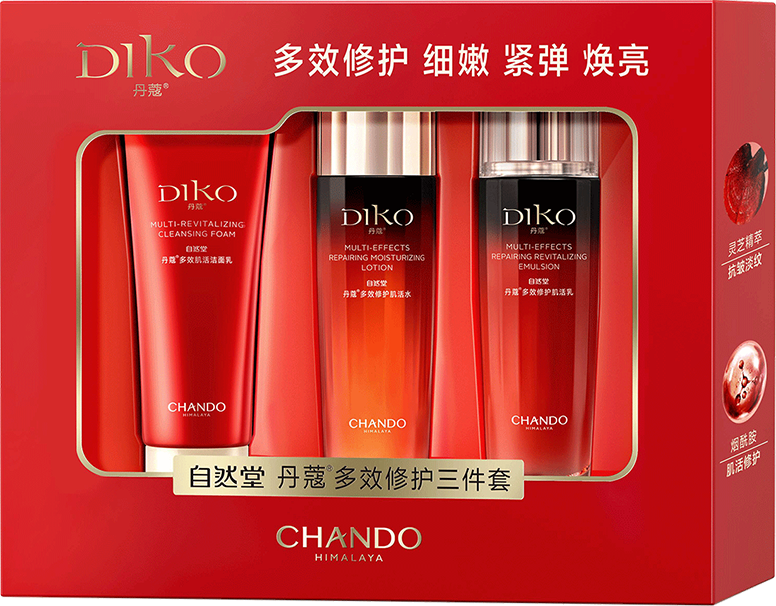 DIKO
丹蔻®
多效修护 细嫩 紧弹 焕亮
DIKO
丹蔻®
MULTI-REVITALIZING
CLEANSING FOAM
自然堂
丹蔻®多效肌活洁面乳
CHANDO
HIMALAYA
DIKO
丹蔻®
MULTI-EFFECTS
REPAIRING MOISTURIZING
LOTION
自然堂
丹蔻®多效修护肌活水
CHANDO
HIMALAYA
DIKO
丹蔻®
MULTI-EFFECTS
REPAIRING REVITALIZING
EMULSION
自然堂
丹蔻®多效修护肌活乳
CHANDO
HIMALAYA
灵芝精萃
抗皱淡纹
烟酰胺
肌活修护
自然堂 丹蔻®多效修护三件套
CHANDO
HIMALAYA